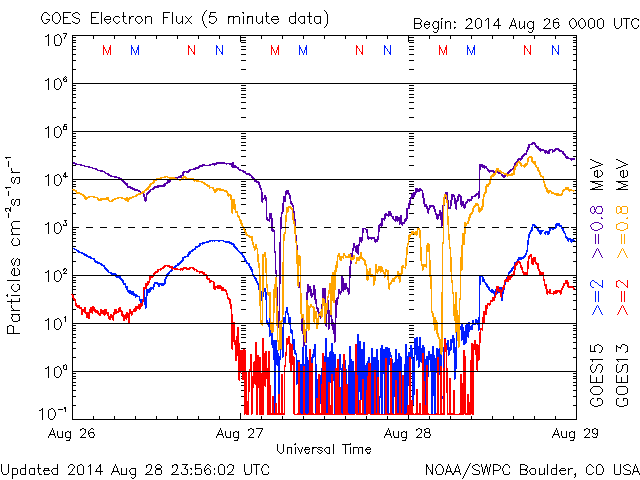 GOES Electron Flux (5 minute data)
Begin: 2014 Aug 26 0000 UTC
10⁷
M M N N M M N N M M N N
10⁶
10⁵
10⁴
10³
10²
10¹
10⁰
10⁻¹
Particles cm⁻²s⁻¹sr⁻¹
GOES15 >=2 >=0.8 MeV
GOES13 >=2 >=0.8 MeV
Aug 26 Aug 27 Aug 28 Aug 29
Universal Time
Updated 2014 Aug 28 23:56:02 UTC
NOAA/SWPC Boulder, CO USA